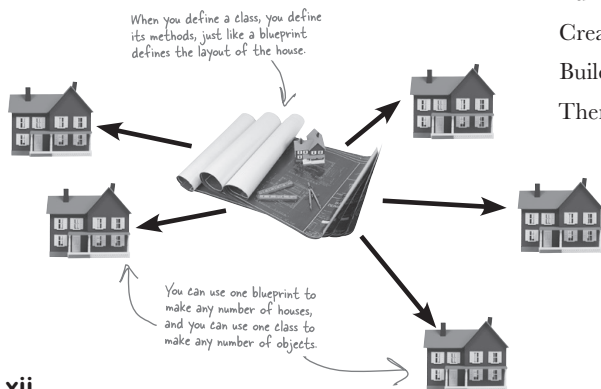 When you define a class, you define
its methods, just like a blueprint
defines the layout of the house.
Crea
Build
Ther
You can use one blueprint to
make any number of houses,
and you can use one class to
make any number of objects.
xii